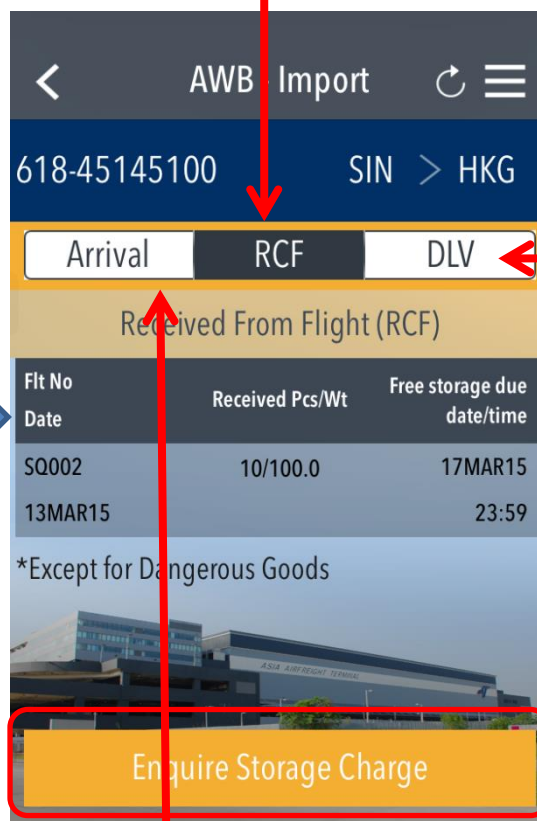 AWB - Import
618-45145100 SIN > HKG
Arrival RCF DLV
Received From Flight (RCF)
Flt No
Date
Received Pcs/Wt
Free storage due
date/time
SQ002 10/100.0 17MAR15
13MAR15 23:59
*Except for Dangerous Goods
ASIA AIRFREIGHT TERMINAL
Enquire Storage Charge